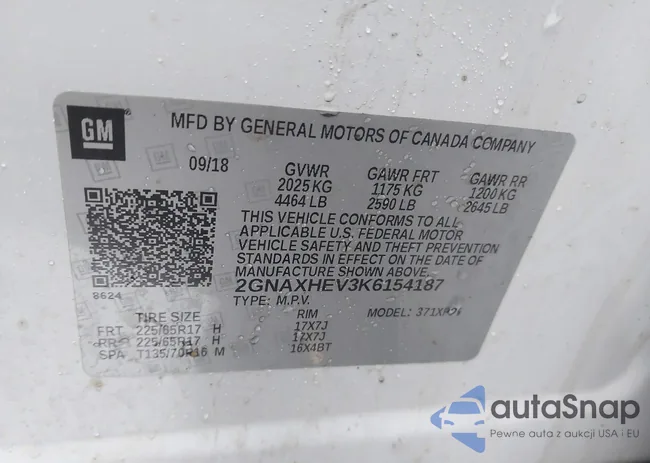 GM
MFD BY GENERAL MOTORS OF CANADA COMPANY
09/18 GVWR GAWR FRT GAWR RR
2025 KG 1175 KG 1200 KG
4464 LB 2590 LB 2645 LB
THIS VEHICLE CONFORMS TO ALL
APPLICABLE U.S. FEDERAL MOTOR
VEHICLE SAFETY AND THEFT PREVENTION
STANDARDS IN EFFECT ON THE DATE OF
MANUFACTURE SHOWN ABOVE.
8624 2GNAXHEV3K6154187
TYPE: M.P.V. MODEL:
TIRE SIZE RIM
FRT 225/65R17 H 17X7J
RR 225/65R17 H 17X7J
SPA T135/70R16 M 16X4BT
autaSnap
Pewne auta z aukcji USA i EU